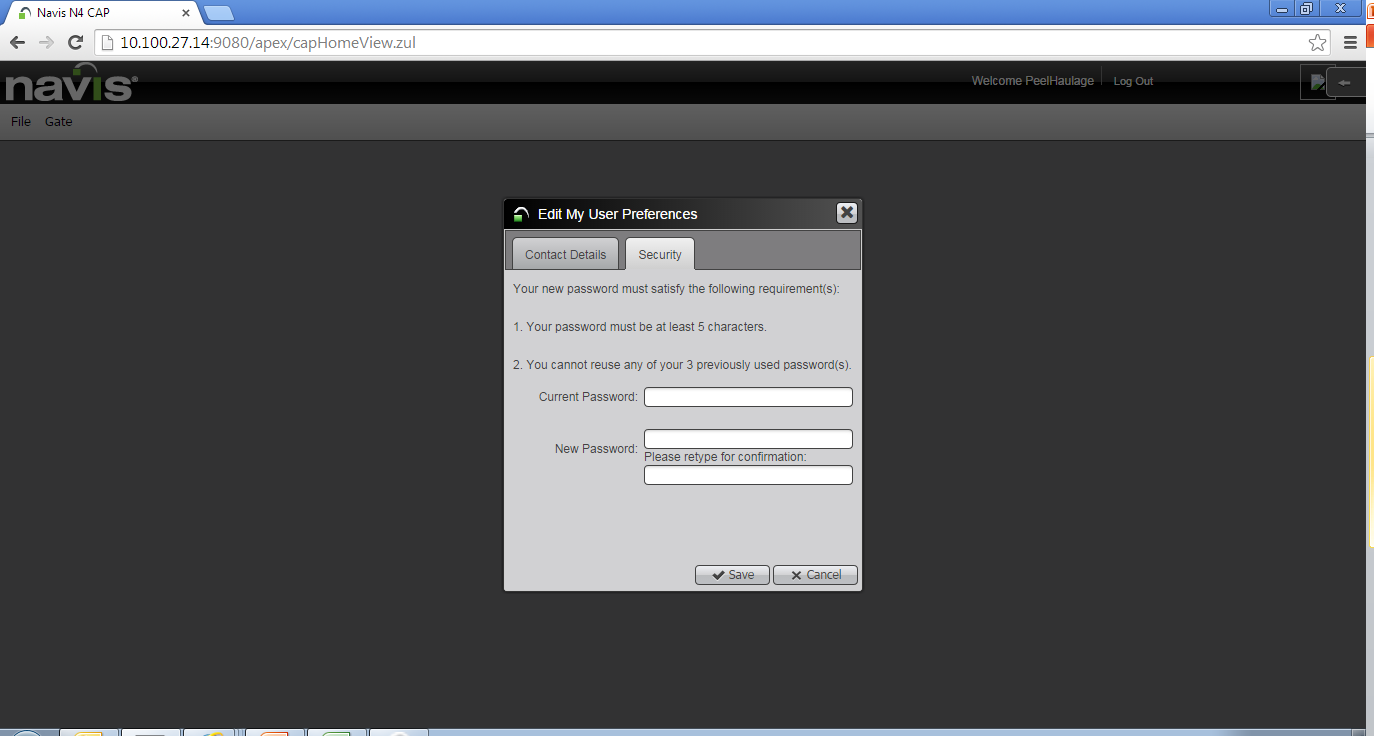 Navis N4 CAP
10.100.27.14:9080/apex/capHomeView.zul
navis®
Welcome PeelHaulage
Log Out
File Gate
Edit My User Preferences
Contact Details Security
Your new password must satisfy the following requirement(s):
1. Your password must be at least 5 characters.
2. You cannot reuse any of your 3 previously used password(s).
Current Password:
New Password:
Please retype for confirmation:
Save Cancel